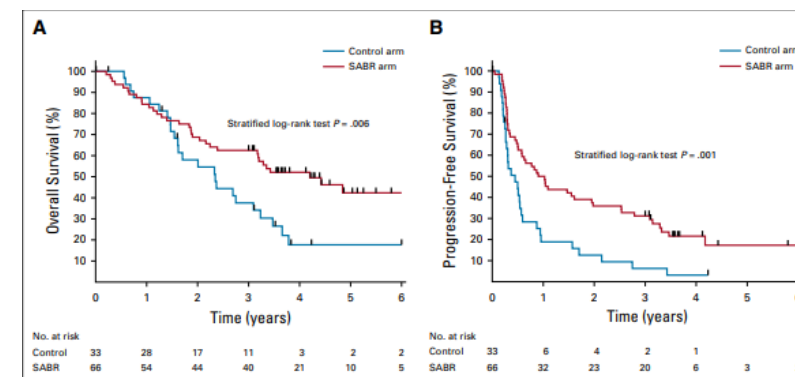 A
Control arm
SABR arm
Stratified log-rank test P = .006
Overall Survival (%)
100
90
80
70
60
50
40
30
20
10
0 1 2 3 4 5 6
Time (years)
No. at risk
Control 33 28 17 11 3 2 2
SABR 66 54 44 40 21 10 5
B
Control arm
SABR arm
Stratified log-rank test P = .001
Progression-Free Survival (%)
100
90
80
70
60
50
40
30
20
10
0 1 2 3 4 5
Time (years)
No. at risk
Control 33 6 4 2 1
SABR 66 32 23 20 6 3